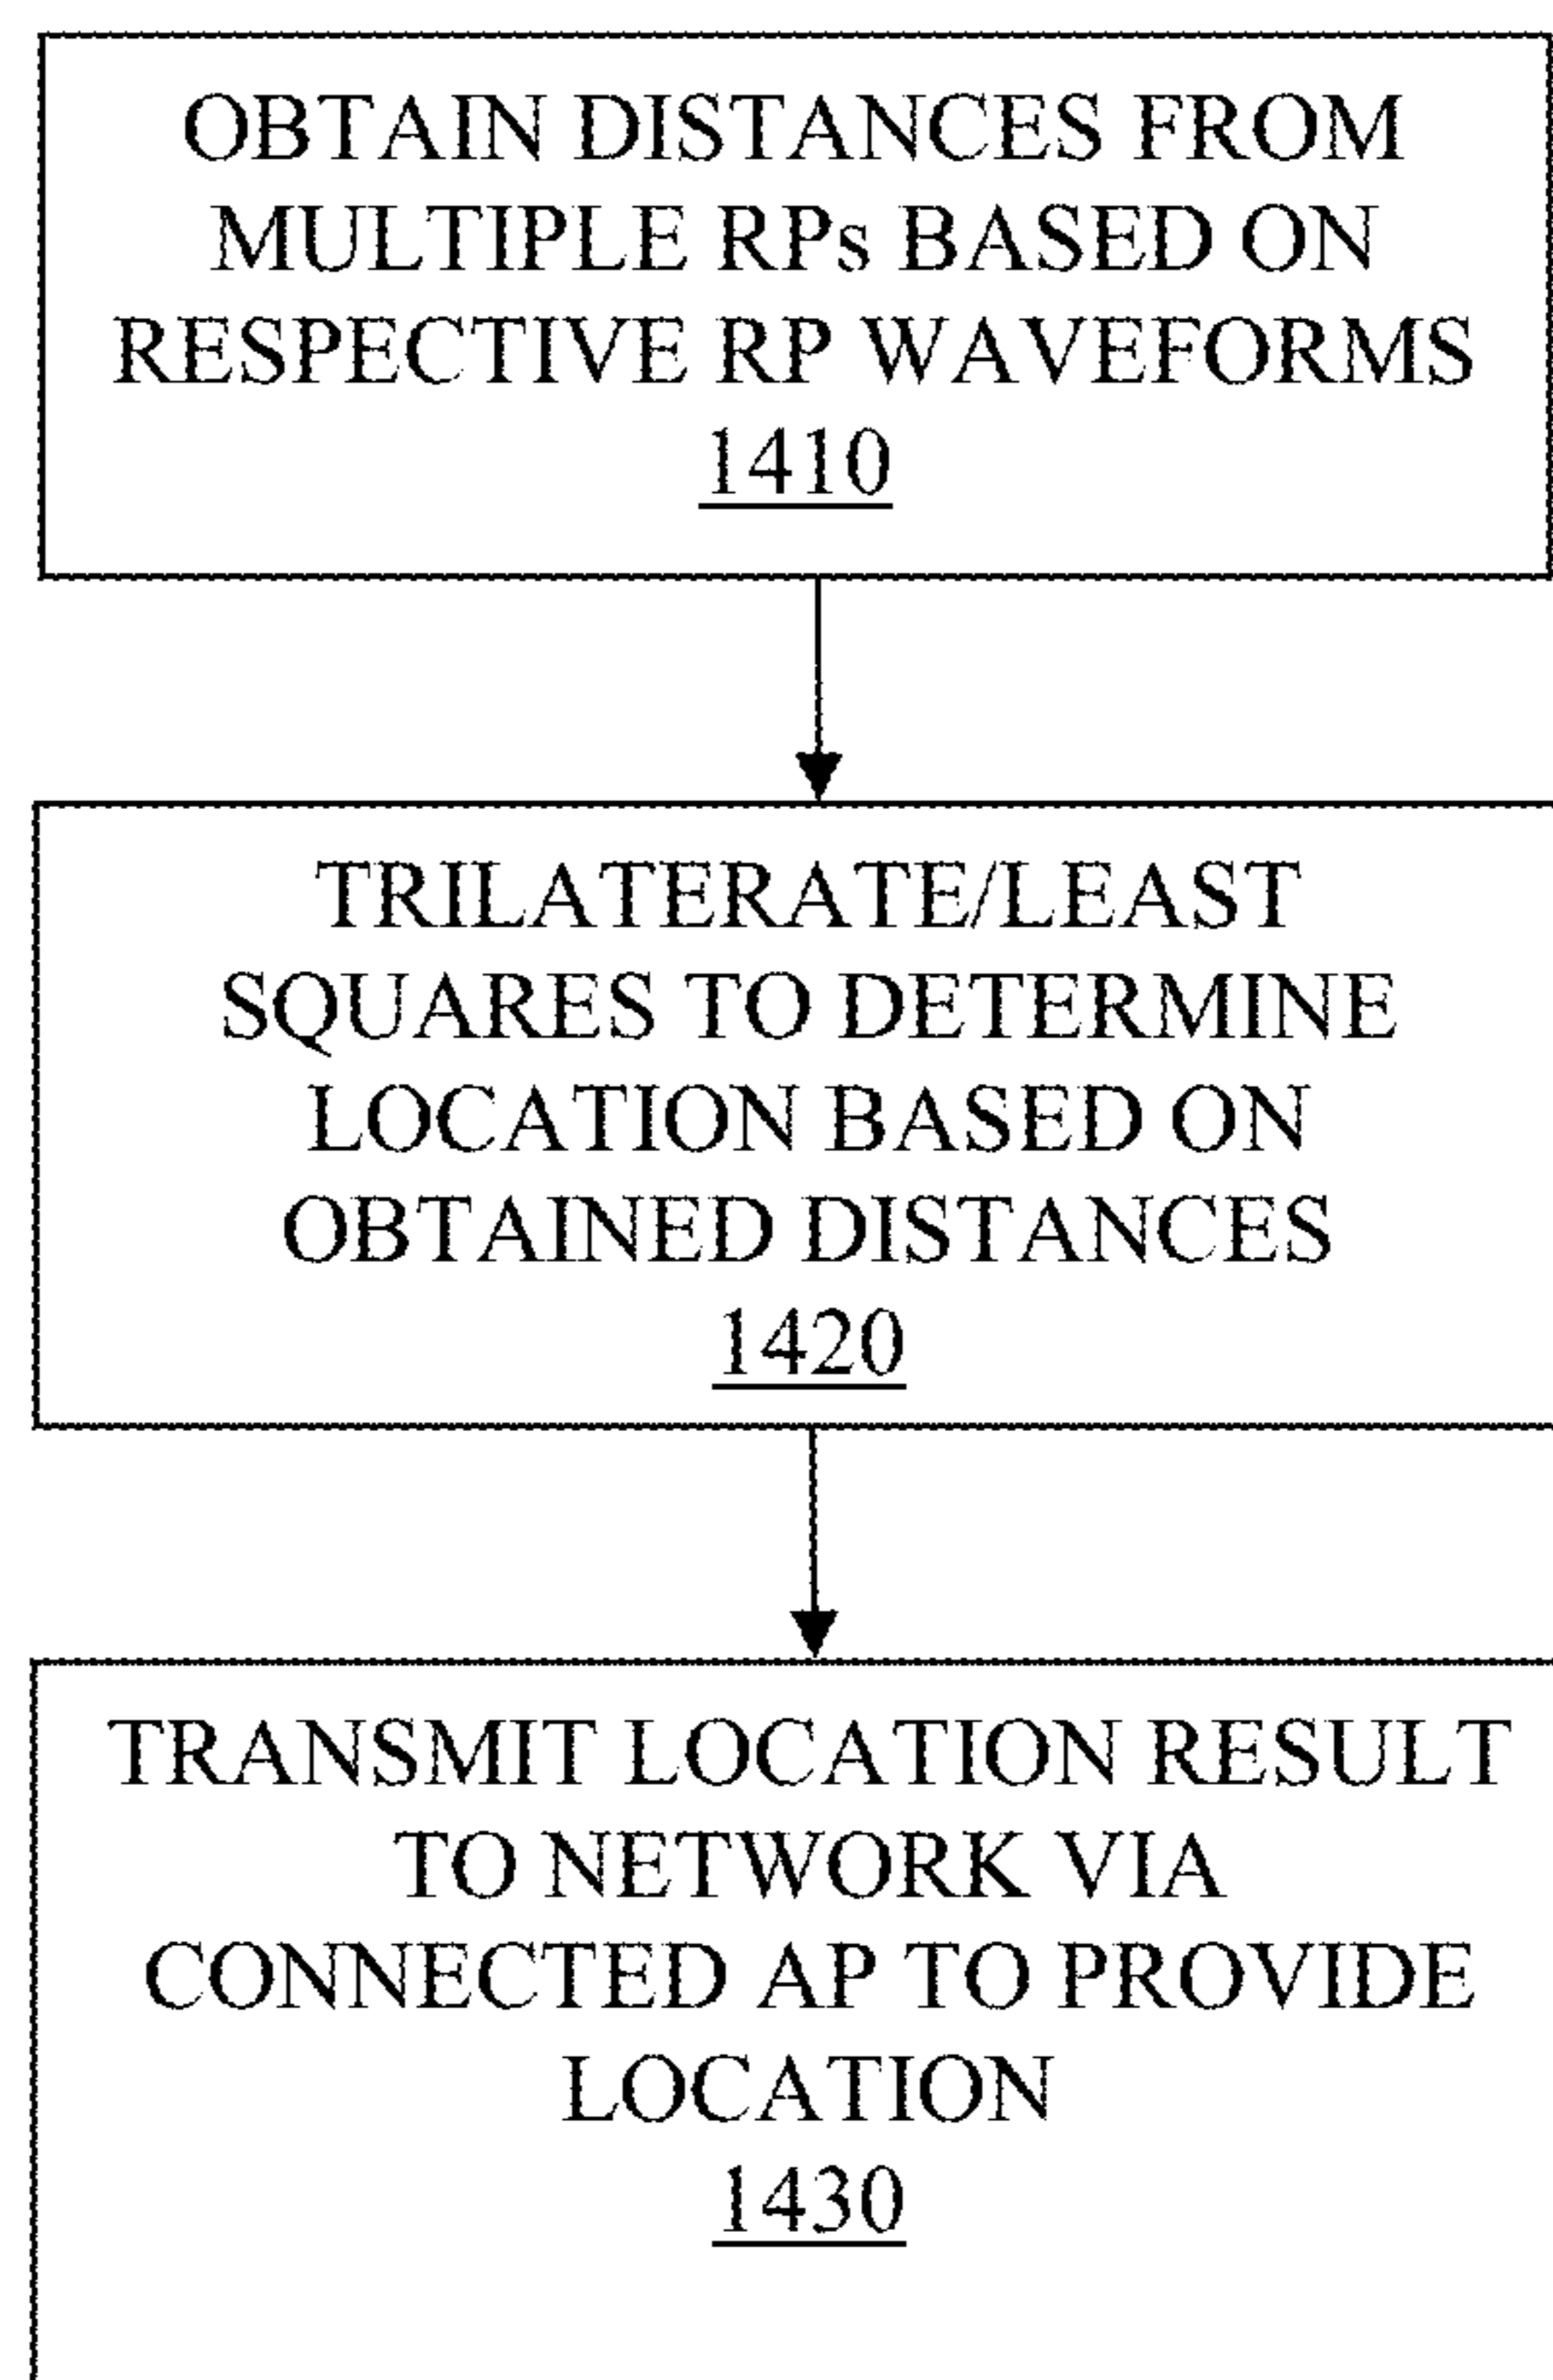 OBTAIN DISTANCES FROM
MULTIPLE RPs BASED ON
RESPECTIVE RP WAVEFORMS
1410
TRILATERATE/LEAST
SQUARES TO DETERMINE
LOCATION BASED ON
OBTAINED DISTANCES
1420
TRANSMIT LOCATION RESULT
TO NETWORK VIA
CONNECTED AP TO PROVIDE
LOCATION
1430